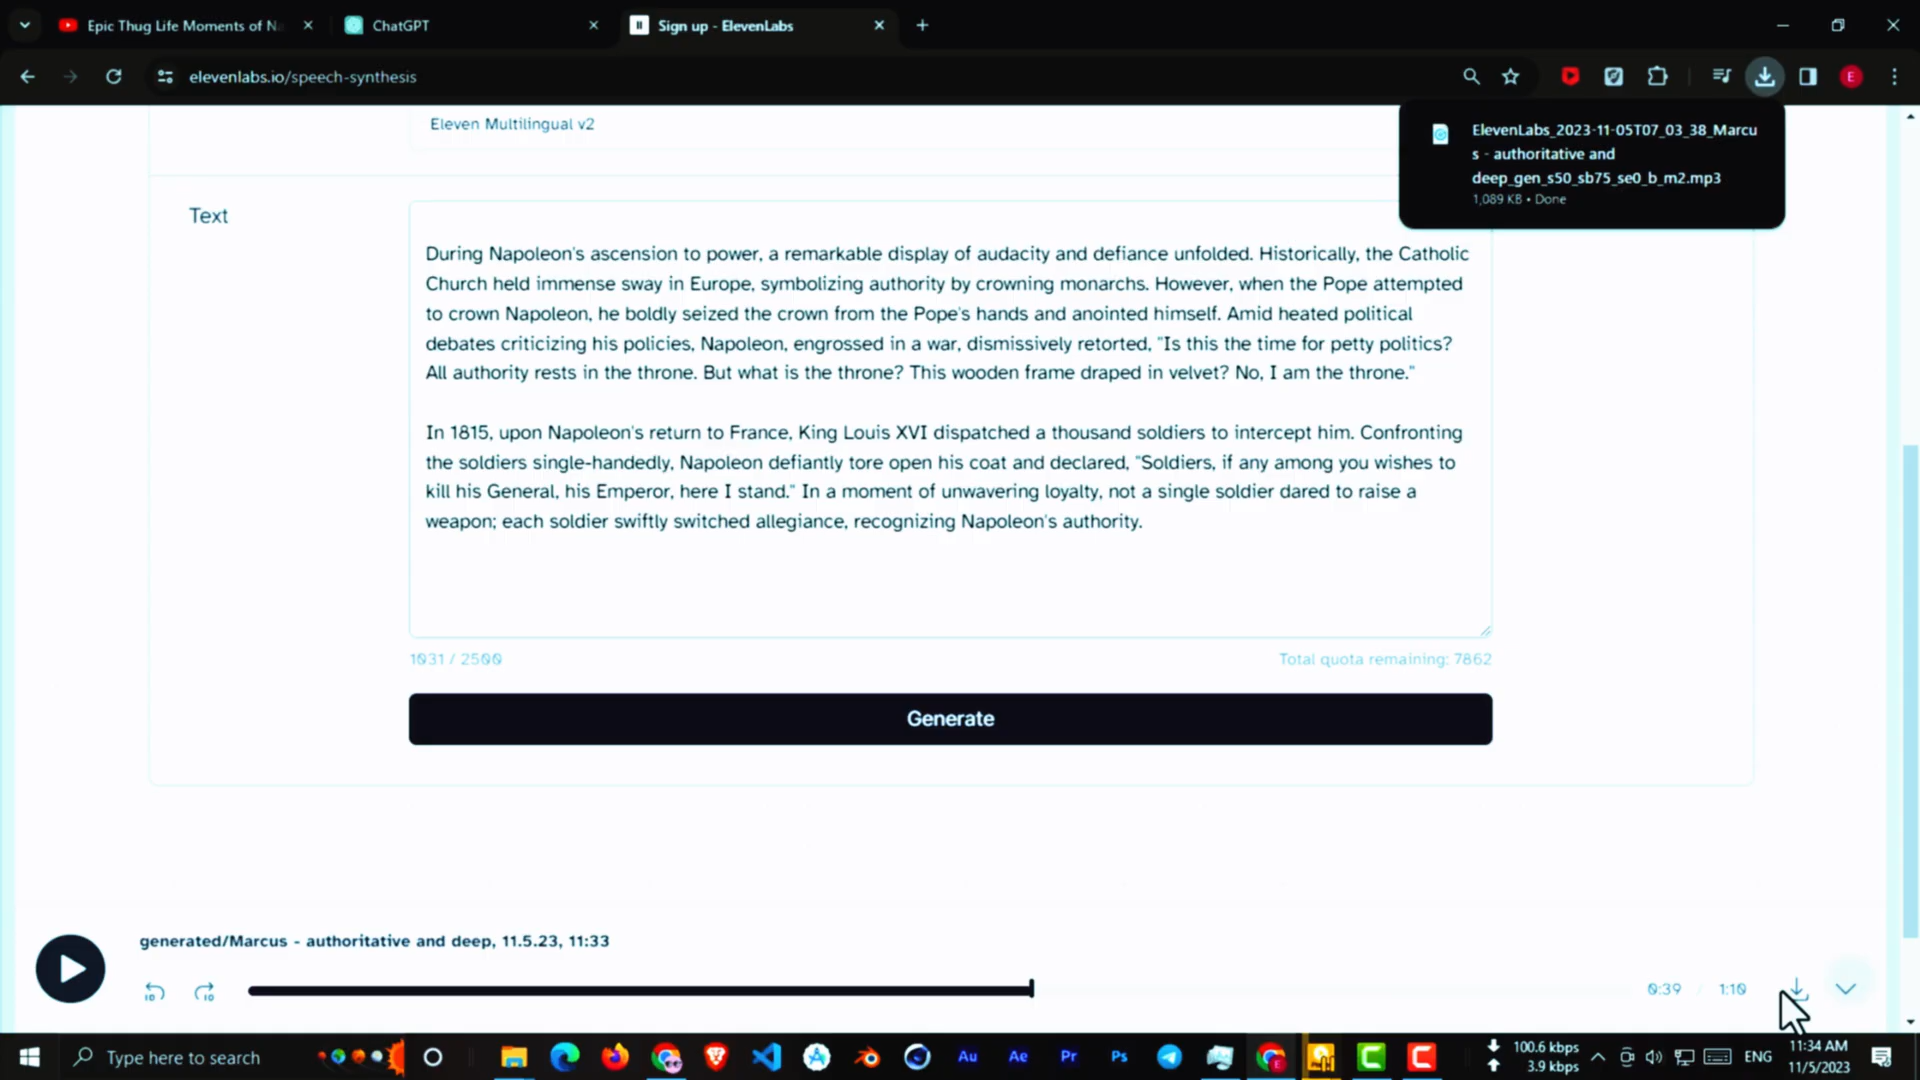 Epic Thug Life Moments of Na
ChatGPT
Sign up - ElevenLabs
elevenlabs.io/speech-synthesis
E
Eleven Multilingual v2
ElevenLabs_2023-11-05T07_03_38_Marcu
s - authoritative and
deep_gen_s50_sb75_se0_b_m2.mp3
1,089 KB • Done
Text
During Napoleon's ascension to power, a remarkable display of audacity and defiance unfolded. Historically, the Catholic
Church held immense sway in Europe, symbolizing authority by crowning monarchs. However, when the Pope attempted
to crown Napoleon, he boldly seized the crown from the Pope's hands and anointed himself. Amid heated political
debates criticizing his policies, Napoleon, engrossed in a war, dismissively retorted, "Is this the time for petty politics?
All authority rests in the throne. But what is the throne? This wooden frame draped in velvet? No, I am the throne."
In 1815, upon Napoleon's return to France, King Louis XVI dispatched a thousand soldiers to intercept him. Confronting
the soldiers single-handedly, Napoleon defiantly tore open his coat and declared, "Soldiers, if any among you wishes to
kill his General, his Emperor, here I stand." In a moment of unwavering loyalty, not a single soldier dared to raise a
weapon; each soldier swiftly switched allegiance, recognizing Napoleon's authority.
1031 / 2500
Total quota remaining: 7862
Generate
generated/Marcus - authoritative and deep, 11.5.23, 11:33
10
10
0:39 / 1:10
Type here to search
Au
Ae
Pr
Ps
E
100.6 kbps
3.9 kbps
ENG
11:34 AM
11/5/2023